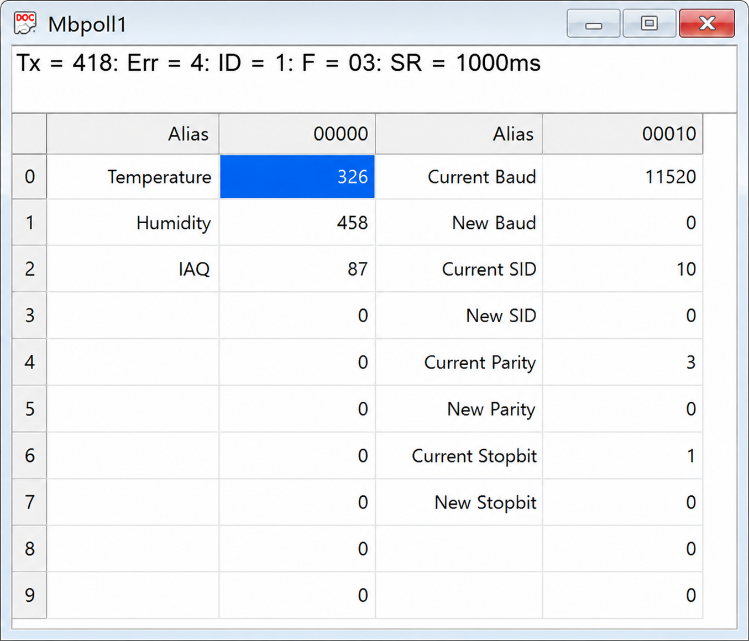 DOC
Mbpoll1
Tx = 418: Err = 4: ID = 1: F = 03: SR = 1000ms
Alias 00000 Alias 00010
0 Temperature 326 Current Baud 11520
1 Humidity 458 New Baud 0
2 IAQ 87 Current SID 10
3 0 New SID 0
4 0 Current Parity 3
5 0 New Parity 0
6 0 Current Stopbit 1
7 0 New Stopbit 0
8 0 0
9 0 0